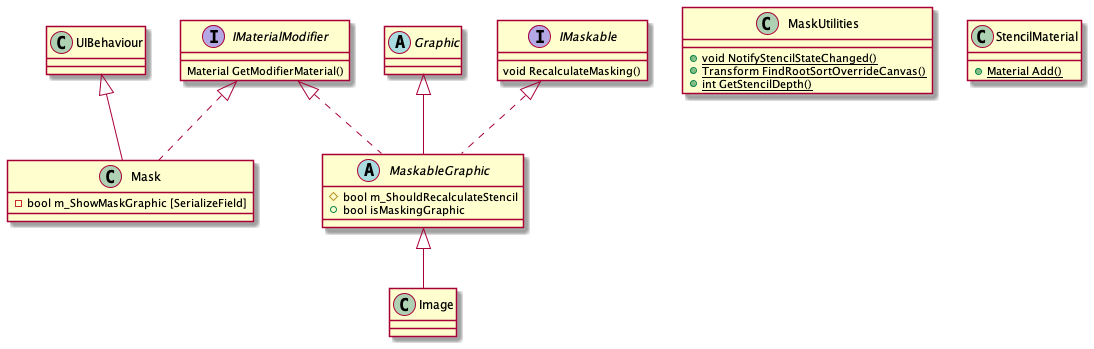 C UIBehaviour
I IMaterialModifier
Material GetModifierMaterial()
A Graphic
I IMaskable
void RecalculateMasking()
C MaskUtilities
void NotifyStencilStateChanged()
Transform FindRootSortOverrideCanvas()
int GetStencilDepth()
C StencilMaterial
Material Add()
C Mask
bool m_ShowMaskGraphic [SerializeField]
A MaskableGraphic
bool m_ShouldRecalculateStencil
bool isMaskingGraphic
C Image